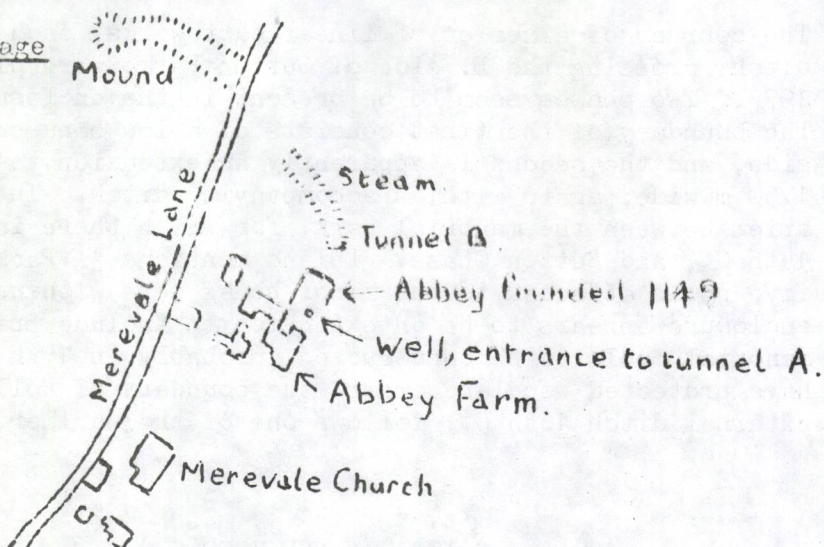 age
Mound
Steam.
Tunnel B
Merevale Lane
Abbey founded 1149
Well entrance to tunnel A.
Abbey Farm.
Merevale Church